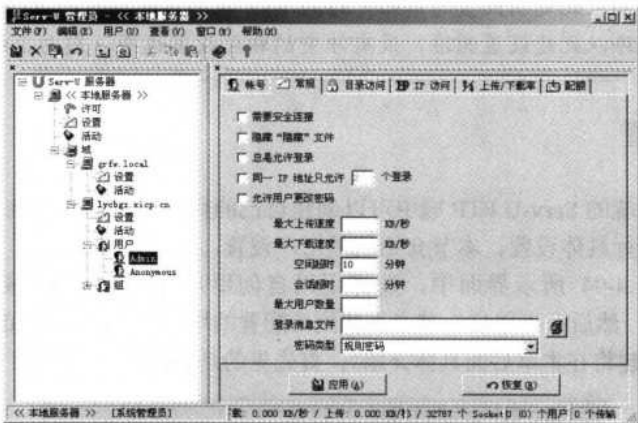 Serv-U 管理员 - << 本地服务器 >>
文件(F) 编辑(E) 用户(U) 查看(V) 窗口(W) 帮助(H)
Serv-U 服务器
<< 本地服务器 >>
许可
设置
活动
域
grfw.local
设置
活动
lycbgz.xicp.cn
设置
活动
用户
Admin
Anonymous
组
帐号 常规 目录访问 IP 访问 上传/下载率 配额
需要安全连接
隐藏“隐藏”文件
总是允许登录
同一 IP 地址只允许 个登录
允许用户更改密码
最大上传速度 KB/秒
最大下载速度 KB/秒
空闲超时 10 分钟
会话超时 分钟
最大用户数量
登录消息文件
密码类型 规则密码
应用(A) 恢复(R)
<< 本地服务器 >> [系统管理员] 载: 0.000 KB/秒 / 上传: 0.000 KB/秒 / 32767 个 Socket 0 (0) 个用户 0 个传输